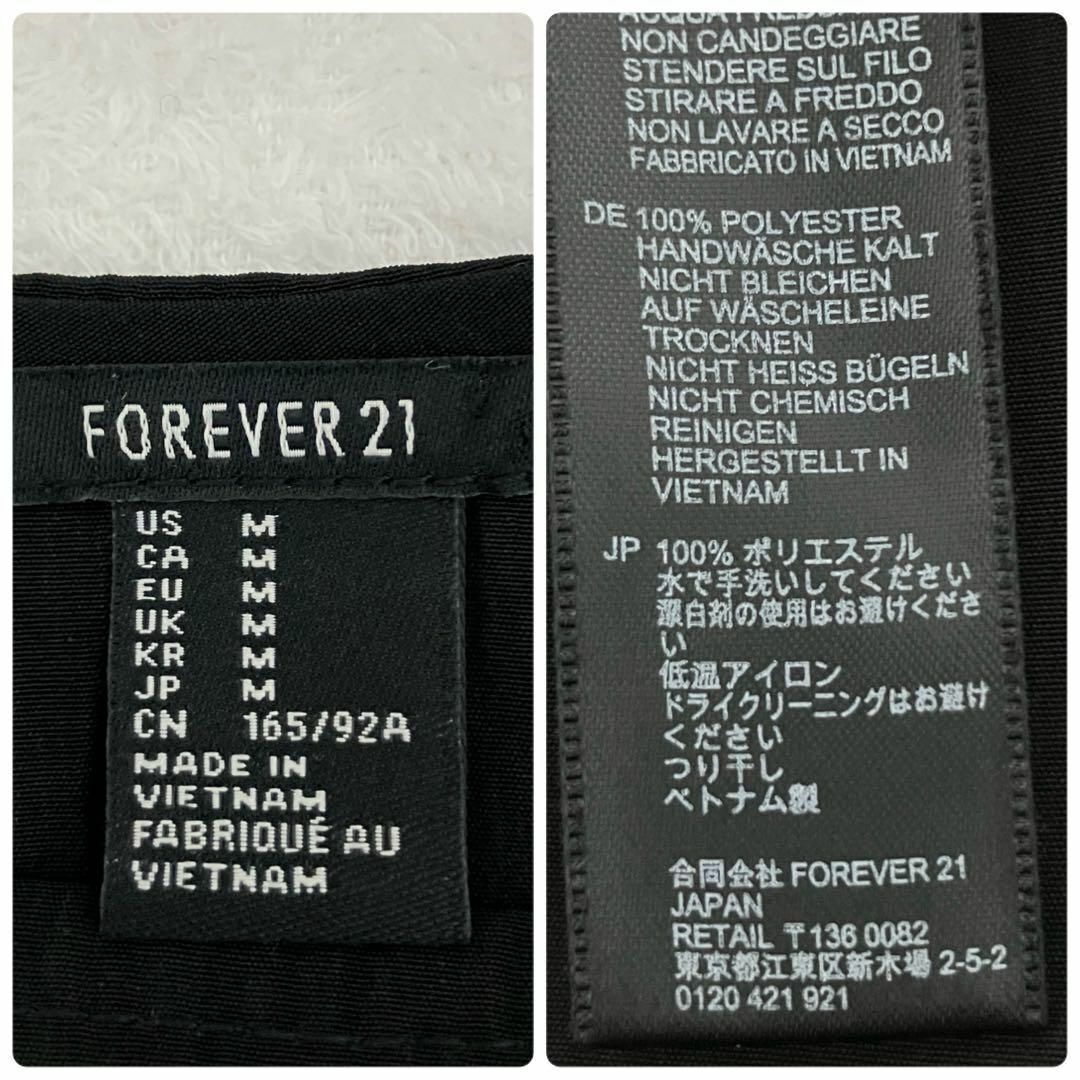 FOREVER 21
US M
CA M
EU M
UK M
KR M
JP M
CN 165/92A
MADE IN
VIETNAM
FABRIQUÉ AU
VIETNAM
ACQUA FREDDA
NON CANDEGGIARE
STENDERE SUL FILO
STIRARE A FREDDO
NON LAVARE A SECCO
FABBRICATO IN VIETNAM
DE 100% POLYESTER
HANDWÄSCHE KALT
NICHT BLEICHEN
AUF WÄSCHELEINE
TROCKNEN
NICHT HEISS BÜGELN
NICHT CHEMISCH
REINIGEN
HERGESTELLT IN
VIETNAM
JP 100% ポリエステル
水で手洗いしてください
漂白剤の使用はお避けくださ
い
低温アイロン
ドライクリーニングはお避け
ください
つり干し
ベトナム製
合同会社 FOREVER 21
JAPAN
RETAIL 〒136 0082
東京都江東区新木場 2-5-2
0120 421 921